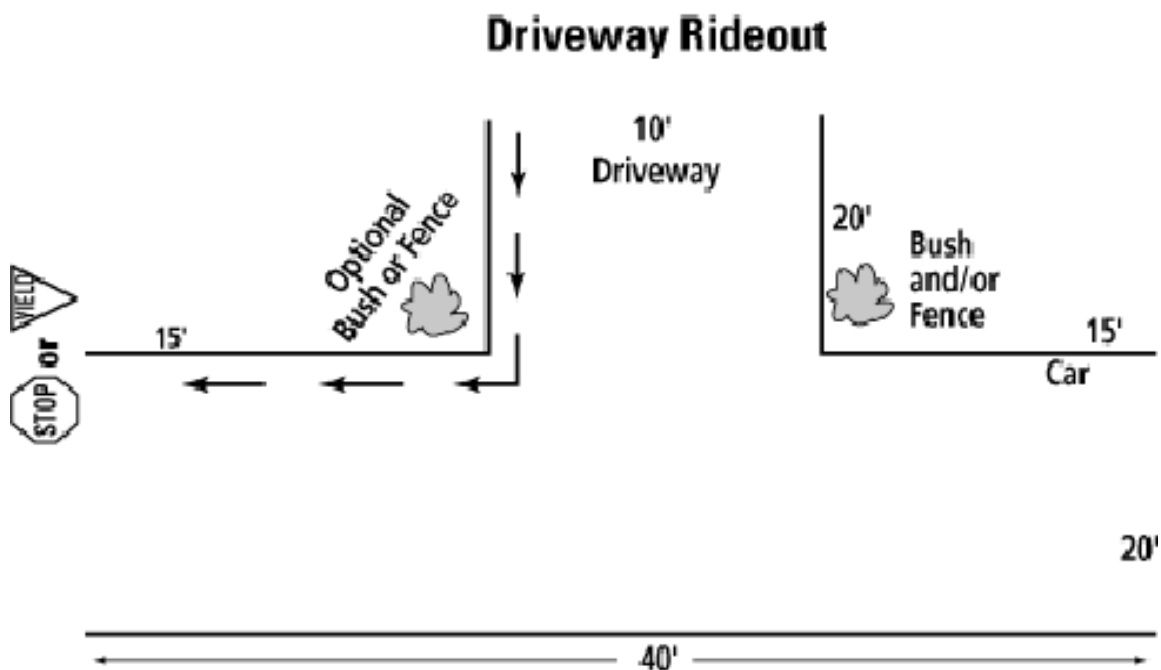 Driveway Rideout
10'
Driveway
Optional
Bush or Fence
20'
Bush
and/or
Fence
YIELD
or
STOP
15'
15'
Car
20'
40'